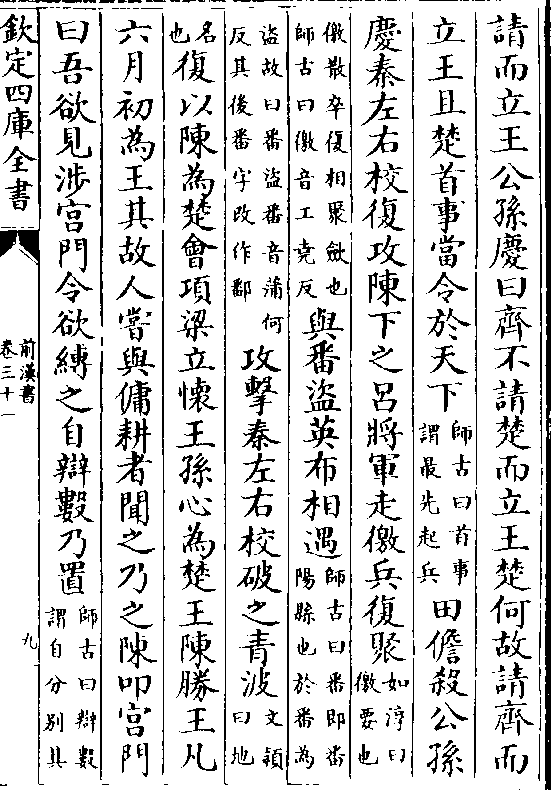 請而立王公孫慶曰齊不請楚而立王楚何故請齊而
立王且楚首事當令於天下
師古曰首事
謂最先起兵
田儋殺公孫
慶秦左右校復攻陳下之呂將軍走徼兵復聚
如淳曰
徼要也
徼散卒復相聚斂也
師古曰徼音工堯反
與番盗英布相遇
師古曰番即番
陽縣也於番為
盗故曰番盗番音蒲何
反其後番字改作鄱
攻擊秦左右校破之青波
文頴
曰地
名
也
復以陳為楚會項梁立懷王孫心為楚王陳勝王凡
六月初為王其故人嘗與傭耕者聞之乃之陳叩宫門
曰吾欲見涉宫門令欲縛之自辯數乃置
師古曰辯數
謂自分別其
欽定四庫全書
前漢書
卷三十一
九